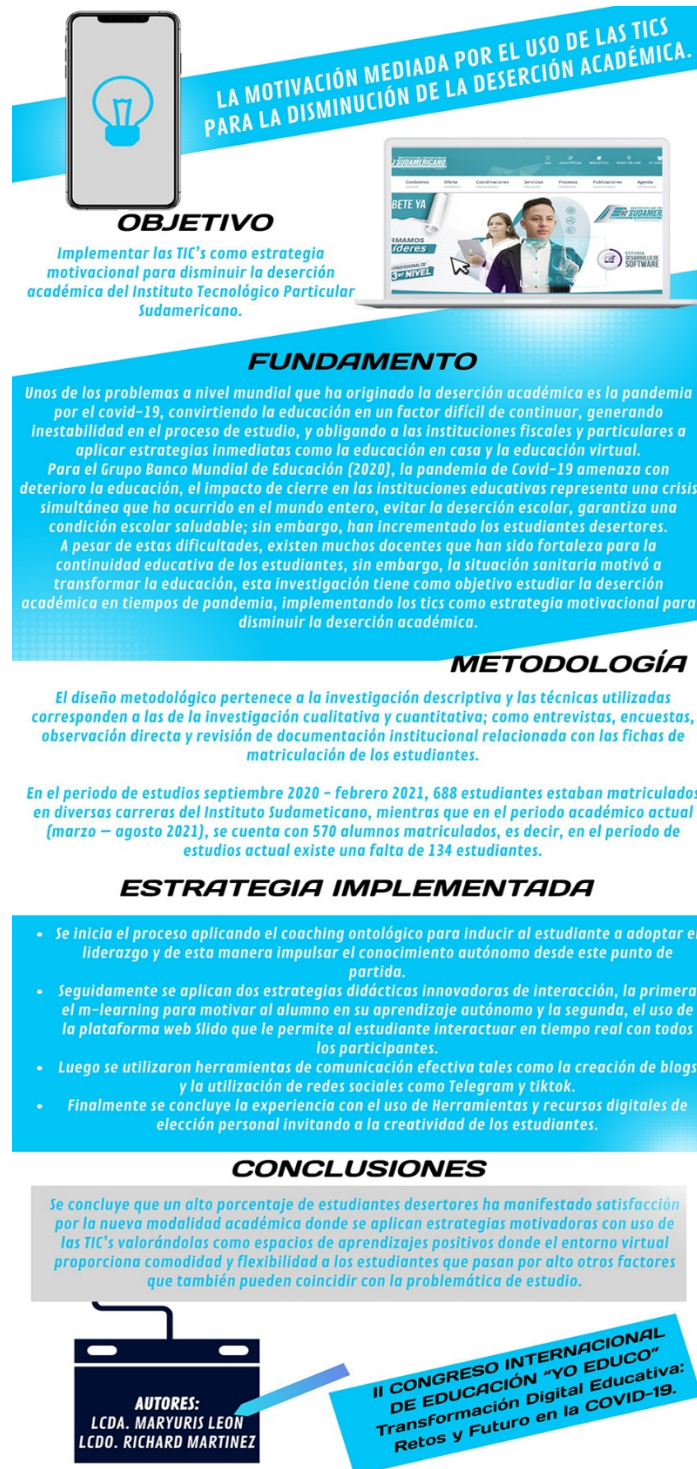 LA MOTIVACIÓN MEDIADA POR EL USO DE LAS TICS
PARA LA DISMINUCIÓN DE LA DESERCIÓN ACADÉMICA.
SUDAMERICANO
Conócenos
Oferta
Coordinaciones
Servicios
Procesos
Publicaciones
Agenda
BETE YA
RMAMOS
líderes
PROFESIONAL DE
3er NIVEL
SUDAMER
ESTUDIA
DESARROLLO DE
SOFTWARE
OBJETIVO
Implementar las TIC's como estrategia
motivacional para disminuir la deserción
académica del Instituto Tecnológico Particular
Sudamericano.
FUNDAMENTO
Unos de los problemas a nivel mundial que ha originado la deserción académica es la pandemia
por el covid-19, convirtiendo la educación en un factor difícil de continuar, generando
inestabilidad en el proceso de estudio, y obligando a las instituciones fiscales y particulares a
aplicar estrategias inmediatas como la educación en casa y la educación virtual.
Para el Grupo Banco Mundial de Educación (2020), la pandemia de Covid-19 amenaza con
deterioro la educación, el impacto de cierre en las instituciones educativas representa una crisis
simultánea que ha ocurrido en el mundo entero, evitar la deserción escolar, garantiza una
condición escolar saludable; sin embargo, han incrementado los estudiantes desertores.
A pesar de estas dificultades, existen muchos docentes que han sido fortaleza para la
continuidad educativa de los estudiantes, sin embargo, la situación sanitaria motivó a
transformar la educación, esta investigación tiene como objetivo estudiar la deserción
académica en tiempos de pandemia, implementando los tics como estrategia motivacional para
disminuir la deserción académica.
METODOLOGÍA
El diseño metodológico pertenece a la investigación descriptiva y las técnicas utilizadas
corresponden a las de la investigación cualitativa y cuantitativa; como entrevistas, encuestas,
observación directa y revisión de documentación institucional relacionada con las fichas de
matriculación de los estudiantes.
En el periodo de estudios septiembre 2020 - febrero 2021, 688 estudiantes estaban matriculados
en diversas carreras del Instituto Sudameticano, mientras que en el periodo académico actual
(marzo – agosto 2021), se cuenta con 570 alumnos matriculados, es decir, en el periodo de
estudios actual existe una falta de 134 estudiantes.
ESTRATEGIA IMPLEMENTADA
• Se inicia el proceso aplicando el coaching ontológico para inducir al estudiante a adoptar el
liderazgo y de esta manera impulsar el conocimiento autónomo desde este punto de
partida.
• Seguidamente se aplican dos estrategias didácticas innovadoras de interacción, la primera
el m-learning para motivar al alumno en su aprendizaje autónomo y la segunda, el uso de
la plataforma web Slido que le permite al estudiante interactuar en tiempo real con todos
los participantes.
• Luego se utilizaron herramientas de comunicación efectiva tales como la creación de blogs
y la utilización de redes sociales como Telegram y tiktok.
• Finalmente se concluye la experiencia con el uso de Herramientas y recursos digitales de
elección personal invitando a la creatividad de los estudiantes.
CONCLUSIONES
Se concluye que un alto porcentaje de estudiantes desertores ha manifestado satisfacción
por la nueva modalidad académica donde se aplican estrategias motivadoras con uso de
las TIC's valorándolas como espacios de aprendizajes positivos donde el entorno virtual
proporciona comodidad y flexibilidad a los estudiantes que pasan por alto otros factores
que también pueden coincidir con la problemática de estudio.
AUTORES:
LCDA. MARYURIS LEON
LCDO. RICHARD MARTINEZ
II CONGRESO INTERNACIONAL
DE EDUCACIÓN "YO EDUCO"
Transformación Digital Educativa:
Retos y Futuro en la COVID-19.